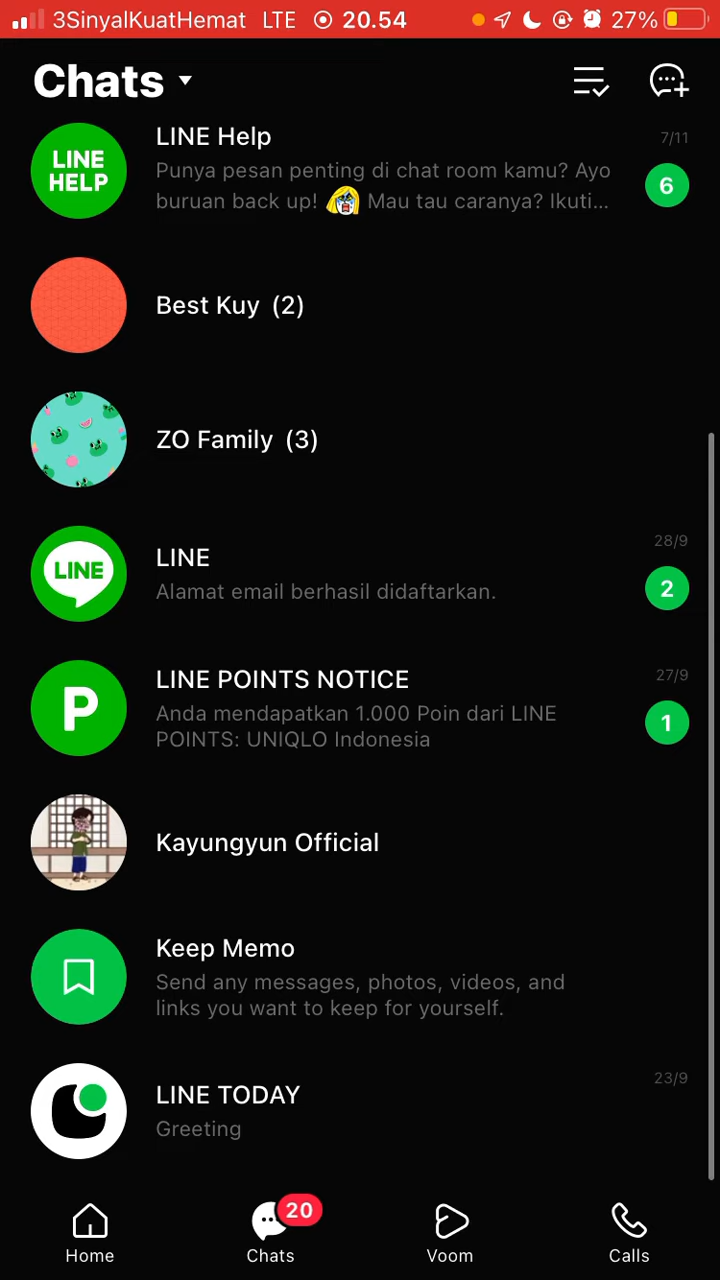 3SinyalKuatHemat LTE 20.54 27%
Chats
LINE Help 7/11
LINE HELP
Punya pesan penting di chat room kamu? Ayo
buruan back up! Mau tau caranya? Ikuti...
6
Best Kuy (2)
ZO Family (3)
LINE 28/9
LINE
Alamat email berhasil didaftarkan.
2
LINE POINTS NOTICE 27/9
P
Anda mendapatkan 1.000 Poin dari LINE
POINTS: UNIQLO Indonesia
1
Kayungyun Official
Keep Memo
Send any messages, photos, videos, and
links you want to keep for yourself.
LINE TODAY 23/9
Greeting
20
Home Chats Voom Calls